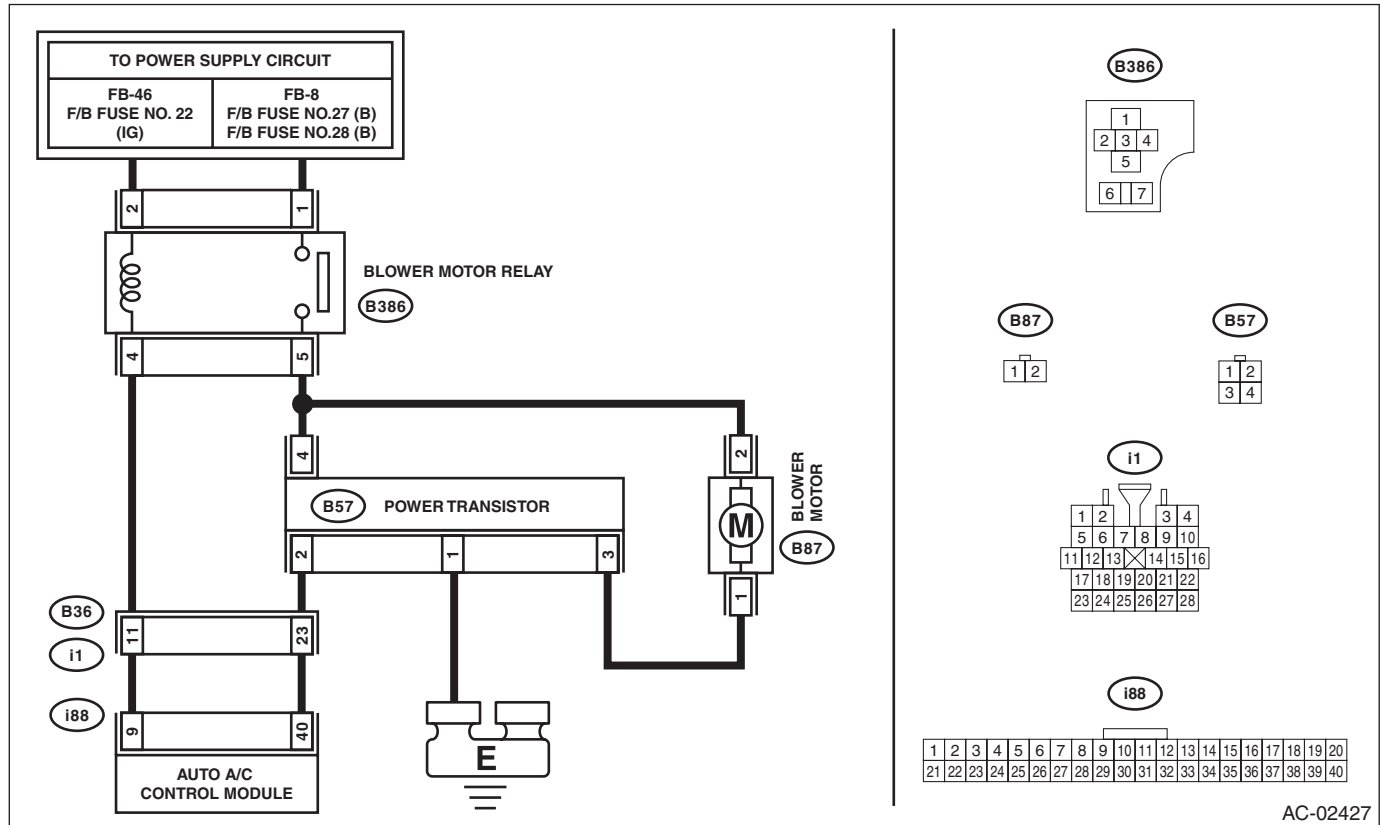 TO POWER SUPPLY CIRCUIT
FB-46
F/B FUSE NO. 22
(IG)
FB-8
F/B FUSE NO.27 (B)
F/B FUSE NO.28 (B)
2
1
BLOWER MOTOR RELAY
B386
4
5
4
B57
POWER TRANSISTOR
2
1
3
2
M
BLOWER
MOTOR
B87
1
B36
i1
11
23
i88
9
40
AUTO A/C
CONTROL MODULE
E
B386
1
2 3 4
5
6 7
B87
1 2
B57
1 2
3 4
i1
1 2 3 4
5 6 7 8 9 10
11 12 13 14 15 16
17 18 19 20 21 22
23 24 25 26 27 28
i88
1 2 3 4 5 6 7 8 9 10 11 12 13 14 15 16 17 18 19 20
21 22 23 24 25 26 27 28 29 30 31 32 33 34 35 36 37 38 39 40
AC-02427